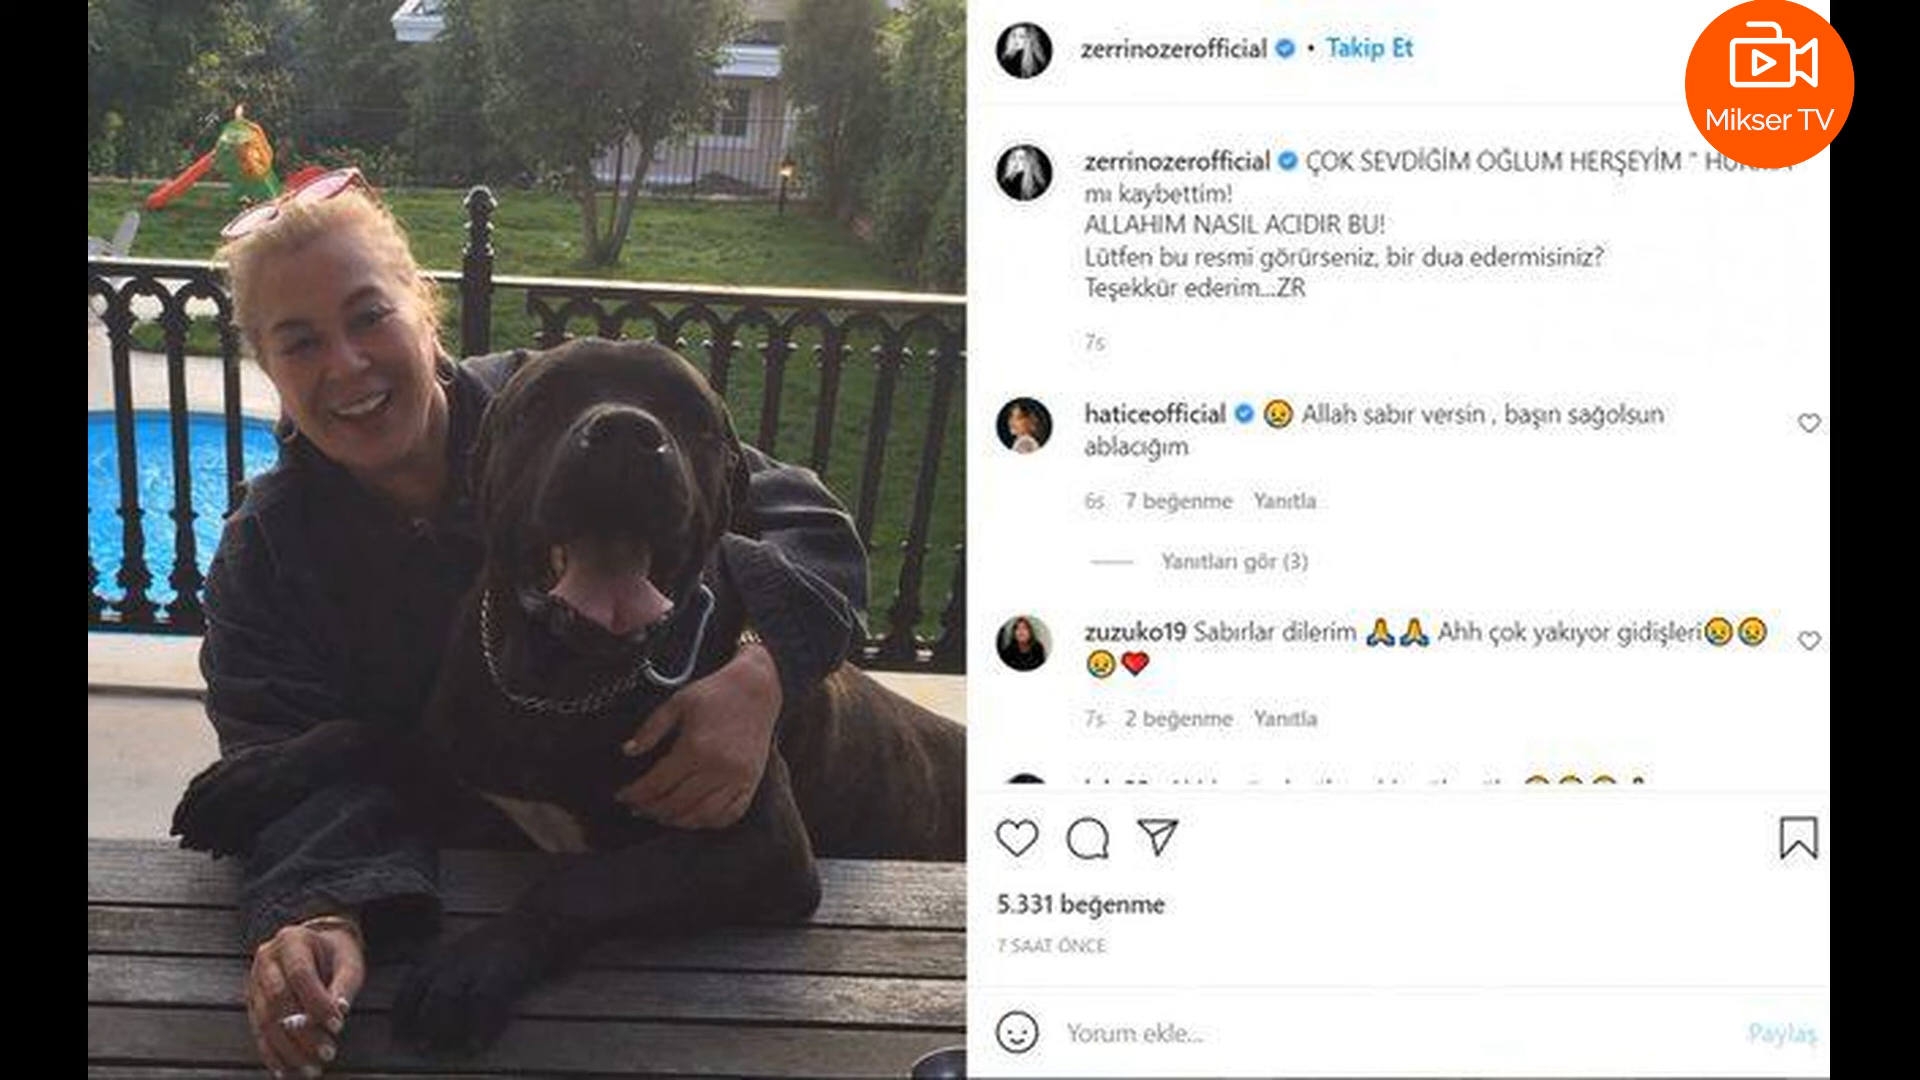 zerrinozerofficial • Takip Et
Mikser TV
zerrinozerofficial ÇOK SEVDİĞİM OĞLUM HERŞEYİM "
mı kaybettim!
ALLAHIM NASIL ACIDIR BU!
Lütfen bu resmi görürseniz, bir dua edermisiniz?
Teşekkür ederim...ZR
7s
haticeofficial 😢 Allah sabır versin , başın sağolsun
ablacığım
6s 7 beğenme Yanıtla
Yanıtları gör (3)
zuzuko19 Sabırlar dilerim 🙏🙏 Ahh çok yakıyor gidişleri😢😢
😢❤️
7s 2 beğenme Yanıtla
5.331 beğenme
7 SAAT ÖNCE
Yorum ekle...
Paylaş